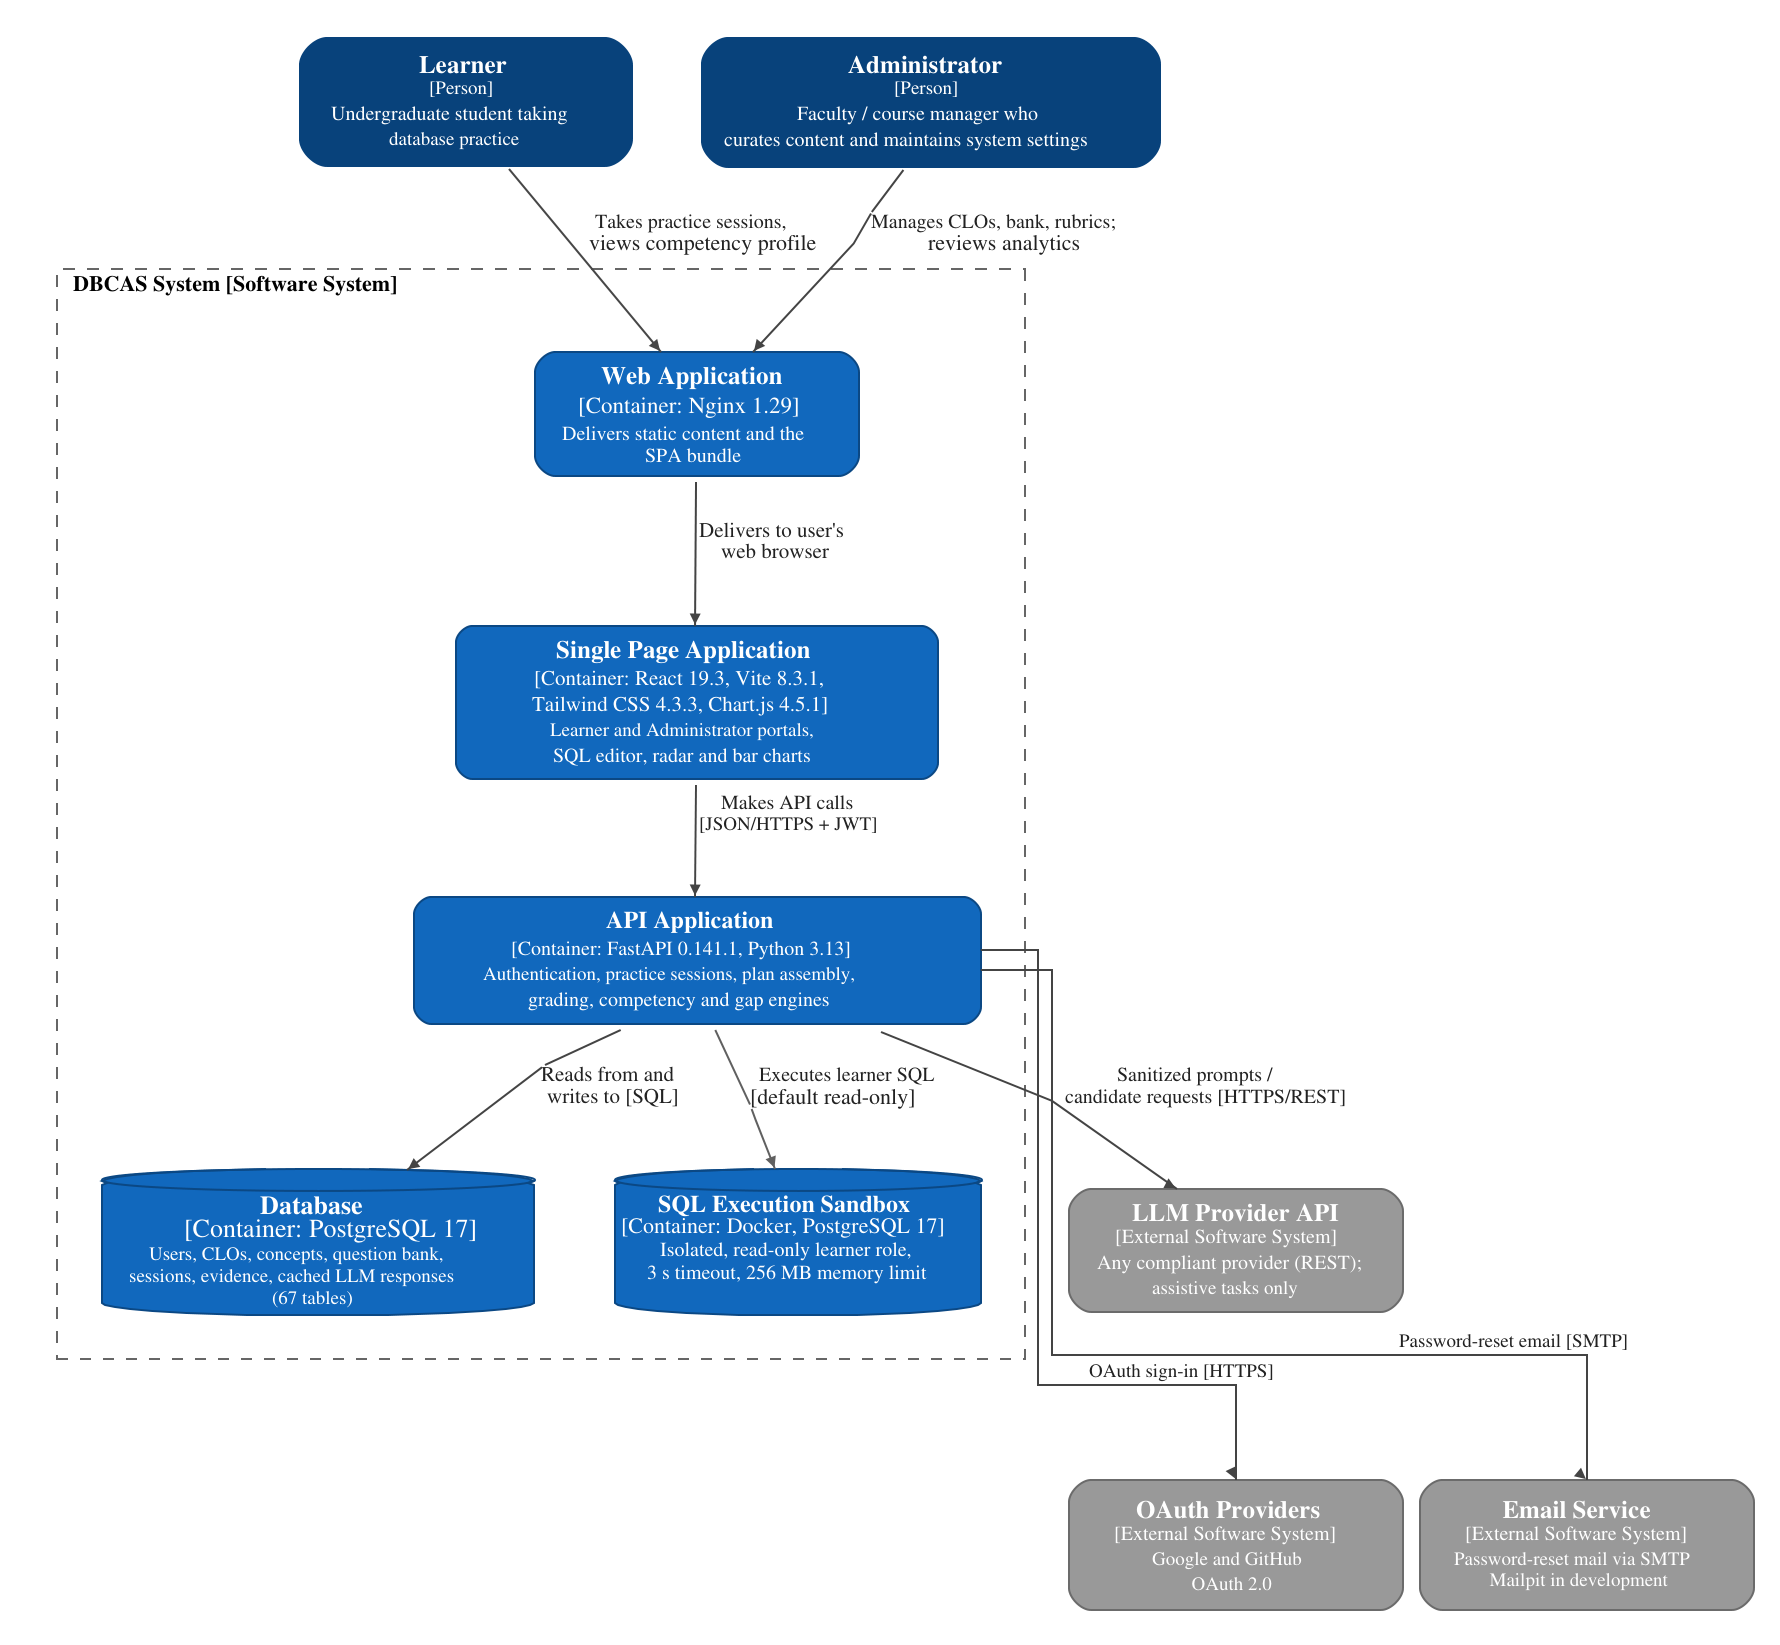 Learner
[Person]
Undergraduate student taking
database practice
Administrator
[Person]
Faculty / course manager who
curates content and maintains system settings
Takes practice sessions,
views competency profile
Manages CLOs, bank, rubrics;
reviews analytics
DBCAS System [Software System]
Web Application
[Container: Nginx 1.29]
Delivers static content and the
SPA bundle
Delivers to user's
web browser
Single Page Application
[Container: React 19.3, Vite 8.3.1,
Tailwind CSS 4.3.3, Chart.js 4.5.1]
Learner and Administrator portals,
SQL editor, radar and bar charts
Makes API calls
[JSON/HTTPS + JWT]
API Application
[Container: FastAPI 0.141.1, Python 3.13]
Authentication, practice sessions, plan assembly,
grading, competency and gap engines
Reads from and
writes to [SQL]
Executes learner SQL
[default read-only]
Sanitized prompts /
candidate requests [HTTPS/REST]
Database
[Container: PostgreSQL 17]
Users, CLOs, concepts, question bank,
sessions, evidence, cached LLM responses
(67 tables)
SQL Execution Sandbox
[Container: Docker, PostgreSQL 17]
Isolated, read-only learner role,
3 s timeout, 256 MB memory limit
LLM Provider API
[External Software System]
Any compliant provider (REST);
assistive tasks only
Password-reset email [SMTP]
OAuth sign-in [HTTPS]
OAuth Providers
[External Software System]
Google and GitHub
OAuth 2.0
Email Service
[External Software System]
Password-reset mail via SMTP
Mailpit in development